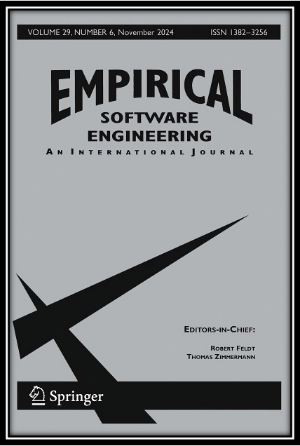 VOLUME 29, NUMBER 6, November 2024 ISSN 1382-3256
EMPIRICAL
SOFTWARE
ENGINEERING
AN INTERNATIONAL JOURNAL
EDITORS-IN-CHIEF:
ROBERT FELDT
THOMAS ZIMMERMANN
Springer